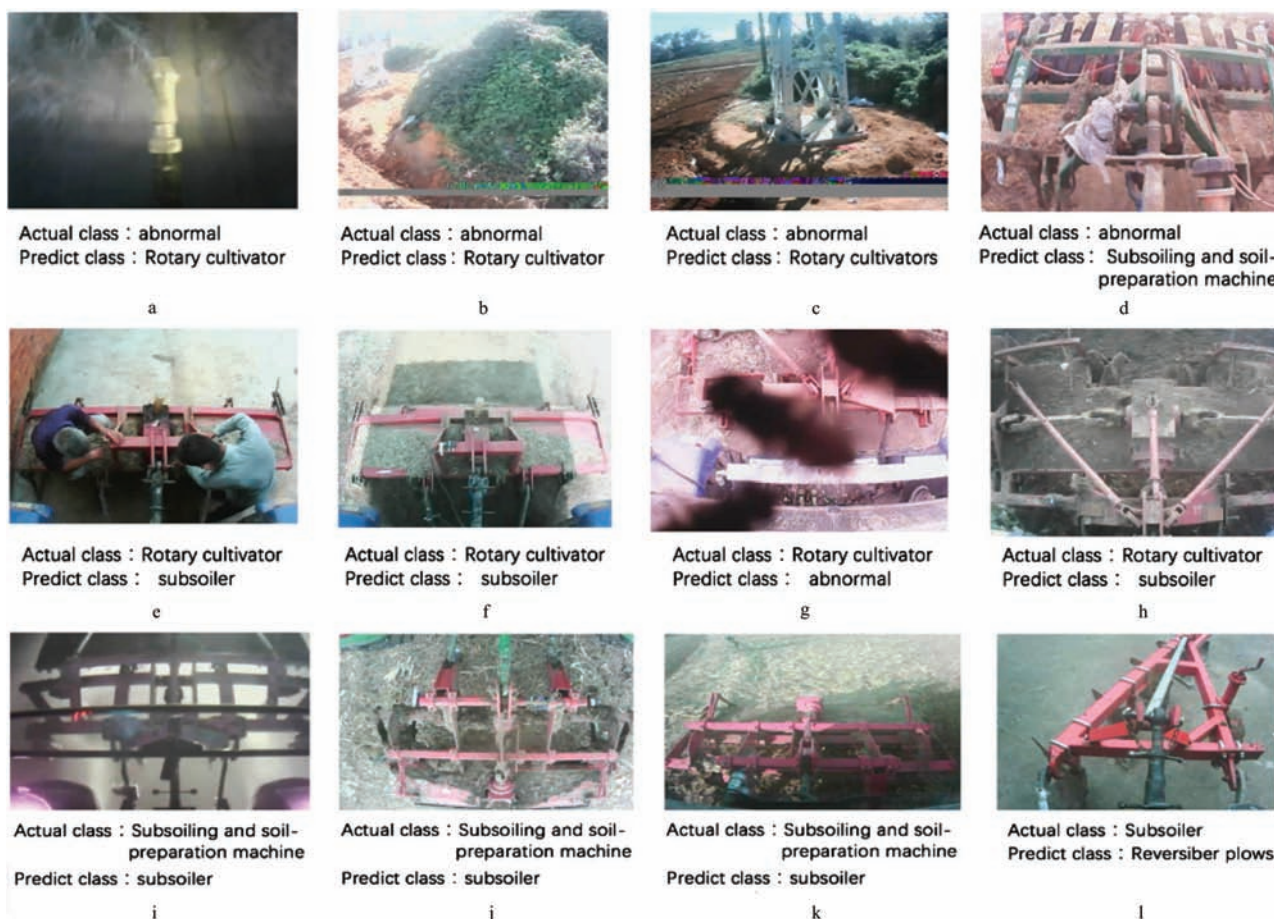 Actual class : abnormal
Predict class : Rotary cultivator
a
Actual class : abnormal
Predict class : Rotary cultivator
b
Actual class : abnormal
Predict class : Rotary cultivators
c
Actual class : abnormal
Predict class : Subsoiling and soil-
preparation machine
d
Actual class : Rotary cultivator
Predict class : subsoiler
e
Actual class : Rotary cultivator
Predict class : subsoiler
f
Actual class : Rotary cultivator
Predict class : abnormal
g
Actual class : Rotary cultivator
Predict class : subsoiler
h
Actual class : Subsoiling and soil-
preparation machine
Predict class : subsoiler
i
Actual class : Subsoiling and soil-
preparation machine
Predict class : subsoiler
j
Actual class : Subsoiling and soil-
preparation machine
Predict class : subsoiler
k
Actual class : Subsoiler
Predict class : Reversiber plows
l